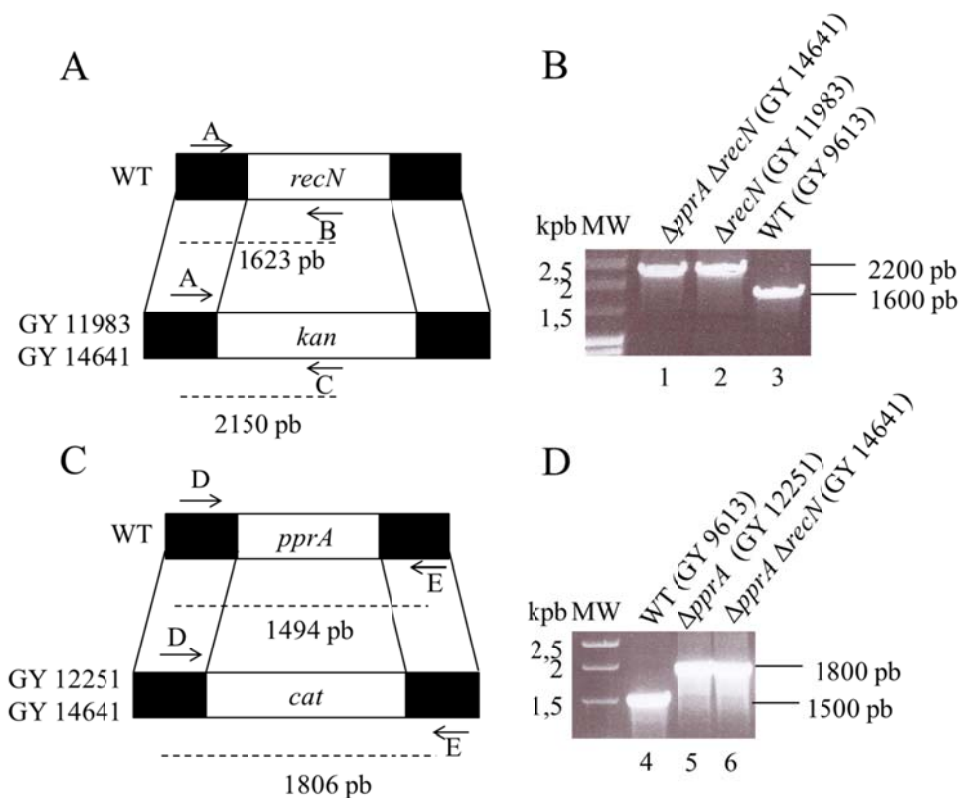 A
A
WT
recN
B
1623 pb
A
GY 11983
GY 14641
kan
C
2150 pb
B
kpb MW
ΔpprA ΔrecN (GY 14641)
ΔrecN (GY 11983)
WT (GY 9613)
2,5
2
1,5
2200 pb
1600 pb
1 2 3
C
D
WT
pprA
E
1494 pb
D
GY 12251
GY 14641
cat
E
1806 pb
D
kpb MW
WT (GY 9613)
ΔpprA (GY 12251)
ΔpprA ΔrecN (GY 14641)
2,5
2
1,5
1800 pb
1500 pb
4 5 6